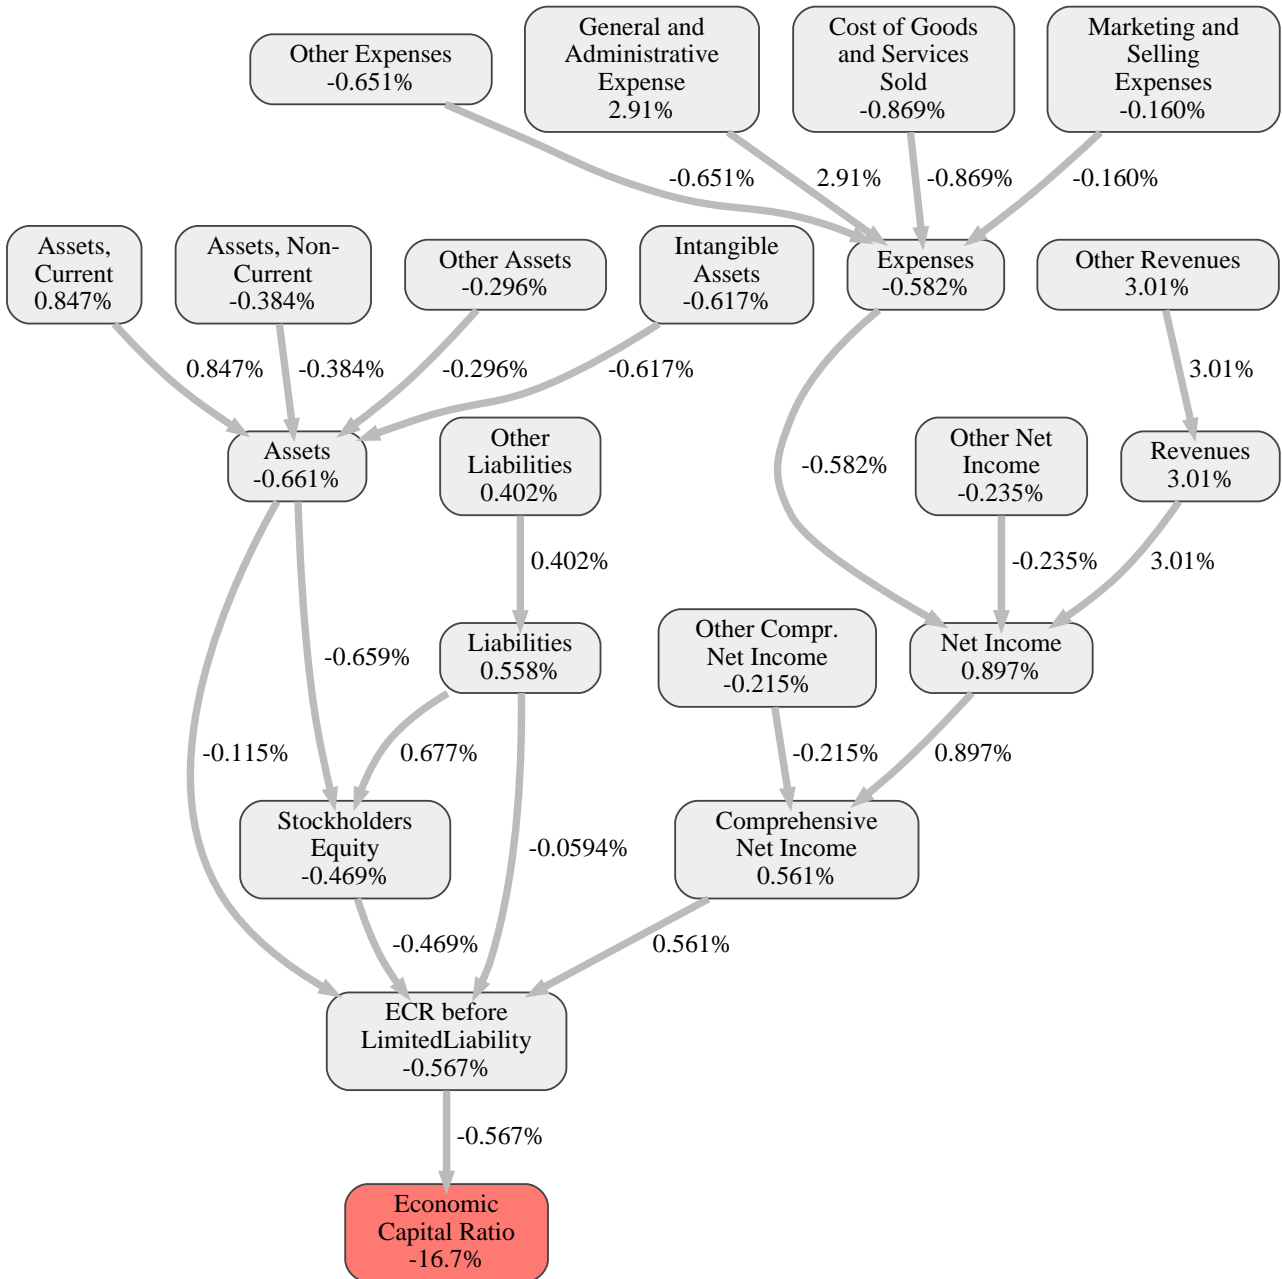 Other Expenses
-0.651%
General and
Administrative
Expense
2.91%
Cost of Goods
and Services
Sold
-0.869%
Marketing and
Selling
Expenses
-0.160%
-0.651%
2.91%
-0.869%
-0.160%
Assets,
Current
0.847%
Assets, Non-
Current
-0.384%
Other Assets
-0.296%
Intangible
Assets
-0.617%
Expenses
-0.582%
Other Revenues
3.01%
0.847%
-0.384%
-0.296%
-0.617%
3.01%
Assets
-0.661%
Other
Liabilities
0.402%
-0.582%
Other Net
Income
-0.235%
Revenues
3.01%
0.402%
-0.235%
3.01%
-0.659%
Liabilities
0.558%
Other Compr.
Net Income
-0.215%
Net Income
0.897%
-0.115%
0.677%
-0.215%
0.897%
Stockholders
Equity
-0.469%
-0.0594%
Comprehensive
Net Income
0.561%
-0.469%
0.561%
ECR before
LimitedLiability
-0.567%
-0.567%
Economic
Capital Ratio
-16.7%